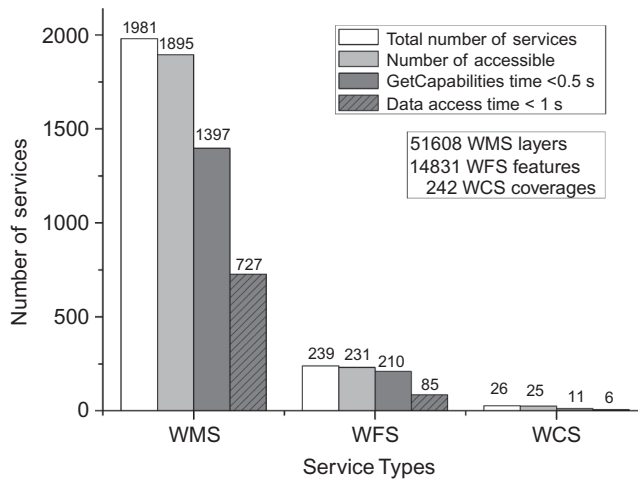 2000
1500
1000
500
0
Number of services
1981
1895
1397
727
239
231
210
85
26
25
11
6
Total number of services
Number of accessible
GetCapabilities time <0.5 s
Data access time < 1 s
51608 WMS layers
14831 WFS features
242 WCS coverages
WMS
WFS
WCS
Service Types